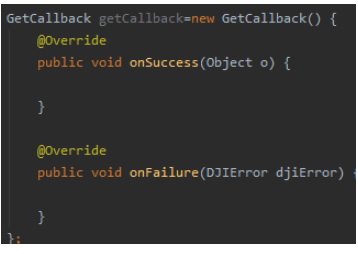 GetCallback getCallback=new GetCallback() {
@Override
public void onSuccess(Object o) {
}
@Override
public void onFailure(DJIError djiError) {
}
};